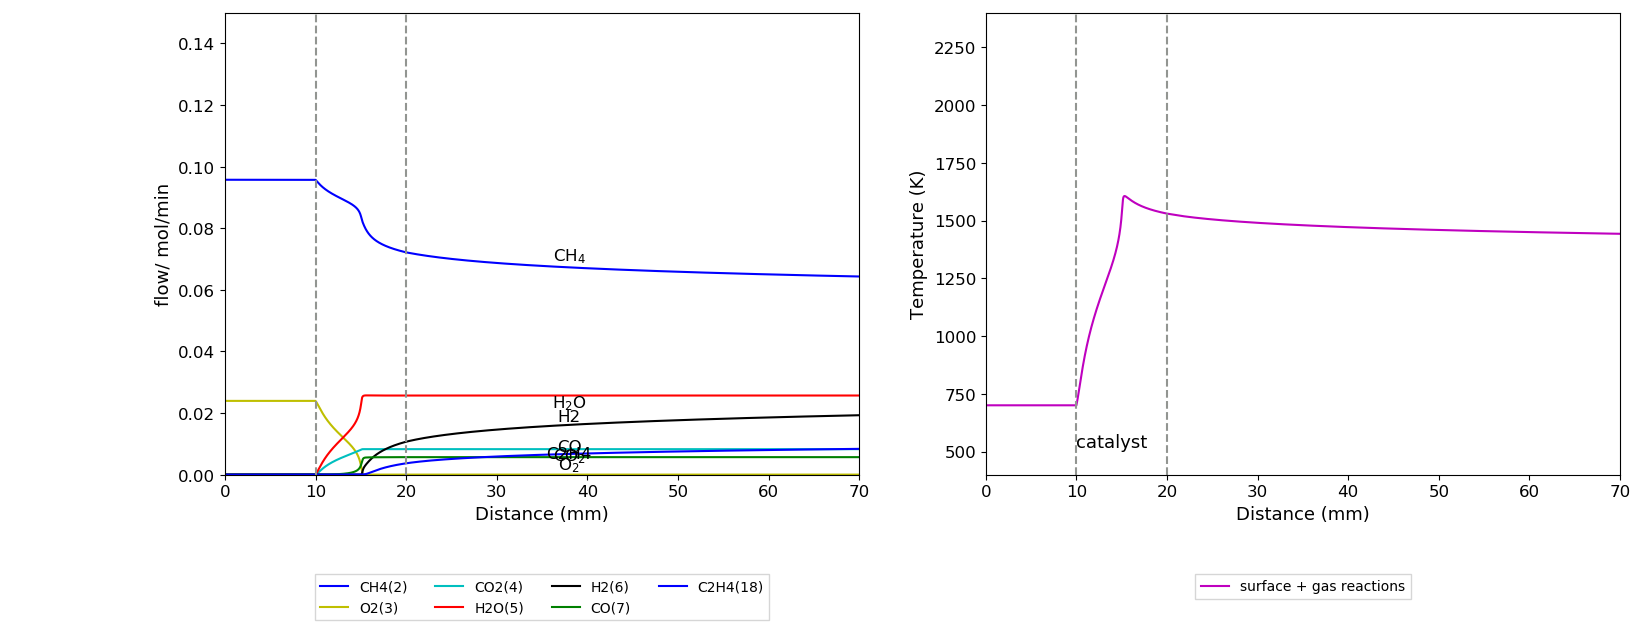 0.14
0.12
0.10
0.08
0.06
0.04
0.02
0.00
flow/ mol/min
CH₄
H₂O
H2
CO
C2H4
CO₂
O₂
0 10 20 30 40 50 60 70
Distance (mm)
CH4(2) CO2(4) H2(6) C2H4(18)
O2(3) H2O(5) CO(7)
2250
2000
1750
1500
1250
1000
750
500
Temperature (K)
catalyst
0 10 20 30 40 50 60 70
Distance (mm)
surface + gas reactions